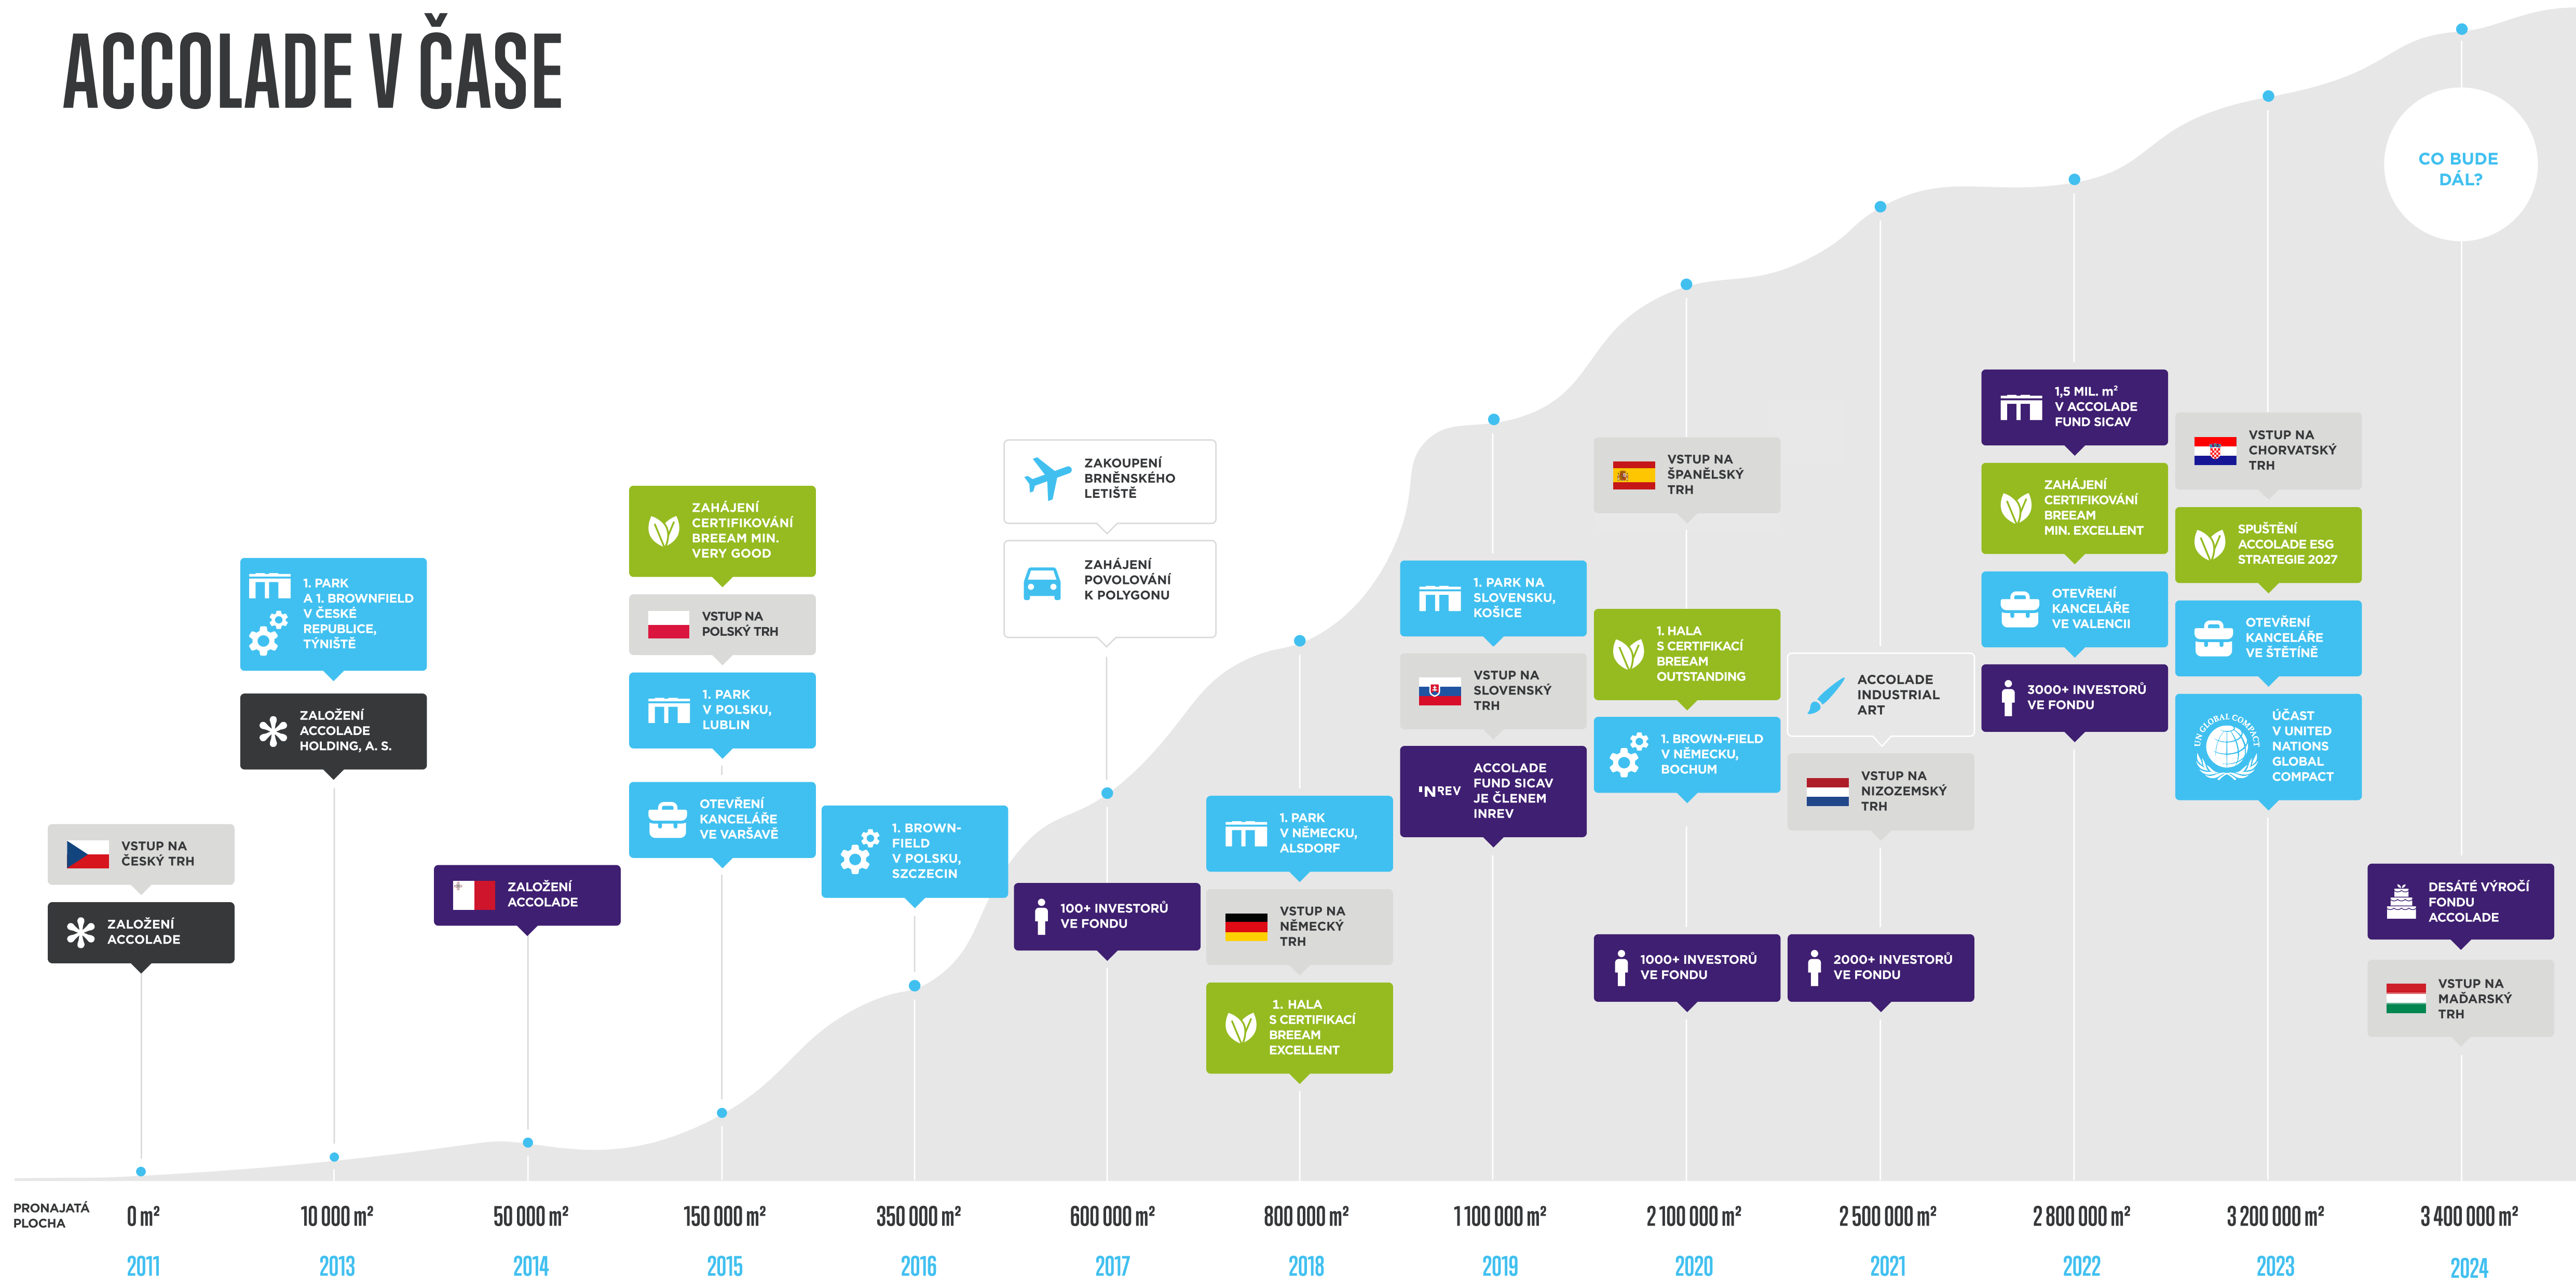 ACCOLADE V ČASE
CO BUDE
DÁL?
VSTUP NA
ČESKÝ TRH
ZALOŽENÍ
ACCOLADE
1. PARK
A 1. BROWNFIELD
V ČESKÉ
REPUBLICE,
TÝNIŠTĚ
ZALOŽENÍ
ACCOLADE
HOLDING, A. S.
ZALOŽENÍ
ACCOLADE
ZAHÁJENÍ
CERTIFIKOVÁNÍ
BREEAM MIN.
VERY GOOD
VSTUP NA
POLSKÝ TRH
1. PARK
V POLSKU,
LUBLIN
OTEVŘENÍ
KANCELÁŘE
VE VARŠAVĚ
1. BROWN-
FIELD
V POLSKU,
SZCZECIN
ZAKOUPENÍ
BRNĚNSKÉHO
LETIŠTĚ
ZAHÁJENÍ
POVOLOVÁNÍ
K POLYGONU
100+ INVESTORŮ
VE FONDU
1. PARK
V NĚMECKU,
ALSDORF
VSTUP NA
NĚMECKÝ
TRH
1. HALA
S CERTIFIKACÍ
BREEAM
EXCELLENT
1. PARK NA
SLOVENSKU,
KOŠICE
VSTUP NA
SLOVENSKÝ
TRH
INREV
ACCOLADE
FUND SICAV
JE ČLENEM
INREV
VSTUP NA
ŠPANĚLSKÝ
TRH
1. HALA
S CERTIFIKACÍ
BREEAM
OUTSTANDING
1. BROWN-FIELD
V NĚMECKU,
BOCHUM
1000+ INVESTORŮ
VE FONDU
ACCOLADE
INDUSTRIAL
ART
VSTUP NA
NIZOZEMSKÝ
TRH
2000+ INVESTORŮ
VE FONDU
1,5 MIL. m²
V ACCOLADE
FUND SICAV
ZAHÁJENÍ
CERTIFIKOVÁNÍ
BREEAM
MIN. EXCELLENT
OTEVŘENÍ
KANCELÁŘE
VE VALENCII
3000+ INVESTORŮ
VE FONDU
VSTUP NA
CHORVATSKÝ
TRH
SPUŠTĚNÍ
ACCOLADE ESG
STRATEGIE 2027
OTEVŘENÍ
KANCELÁŘE
VE ŠTĚTÍNĚ
UN GLOBAL COMPACT
ÚČAST
V UNITED
NATIONS
GLOBAL
COMPACT
DESÁTÉ VÝROČÍ
FONDU
ACCOLADE
VSTUP NA
MAĎARSKÝ
TRH
PRONAJATÁ
PLOCHA
0 m² 10 000 m² 50 000 m² 150 000 m² 350 000 m² 600 000 m² 800 000 m² 1 100 000 m² 2 100 000 m² 2 500 000 m² 2 800 000 m² 3 200 000 m² 3 400 000 m²
2011 2013 2014 2015 2016 2017 2018 2019 2020 2021 2022 2023 2024